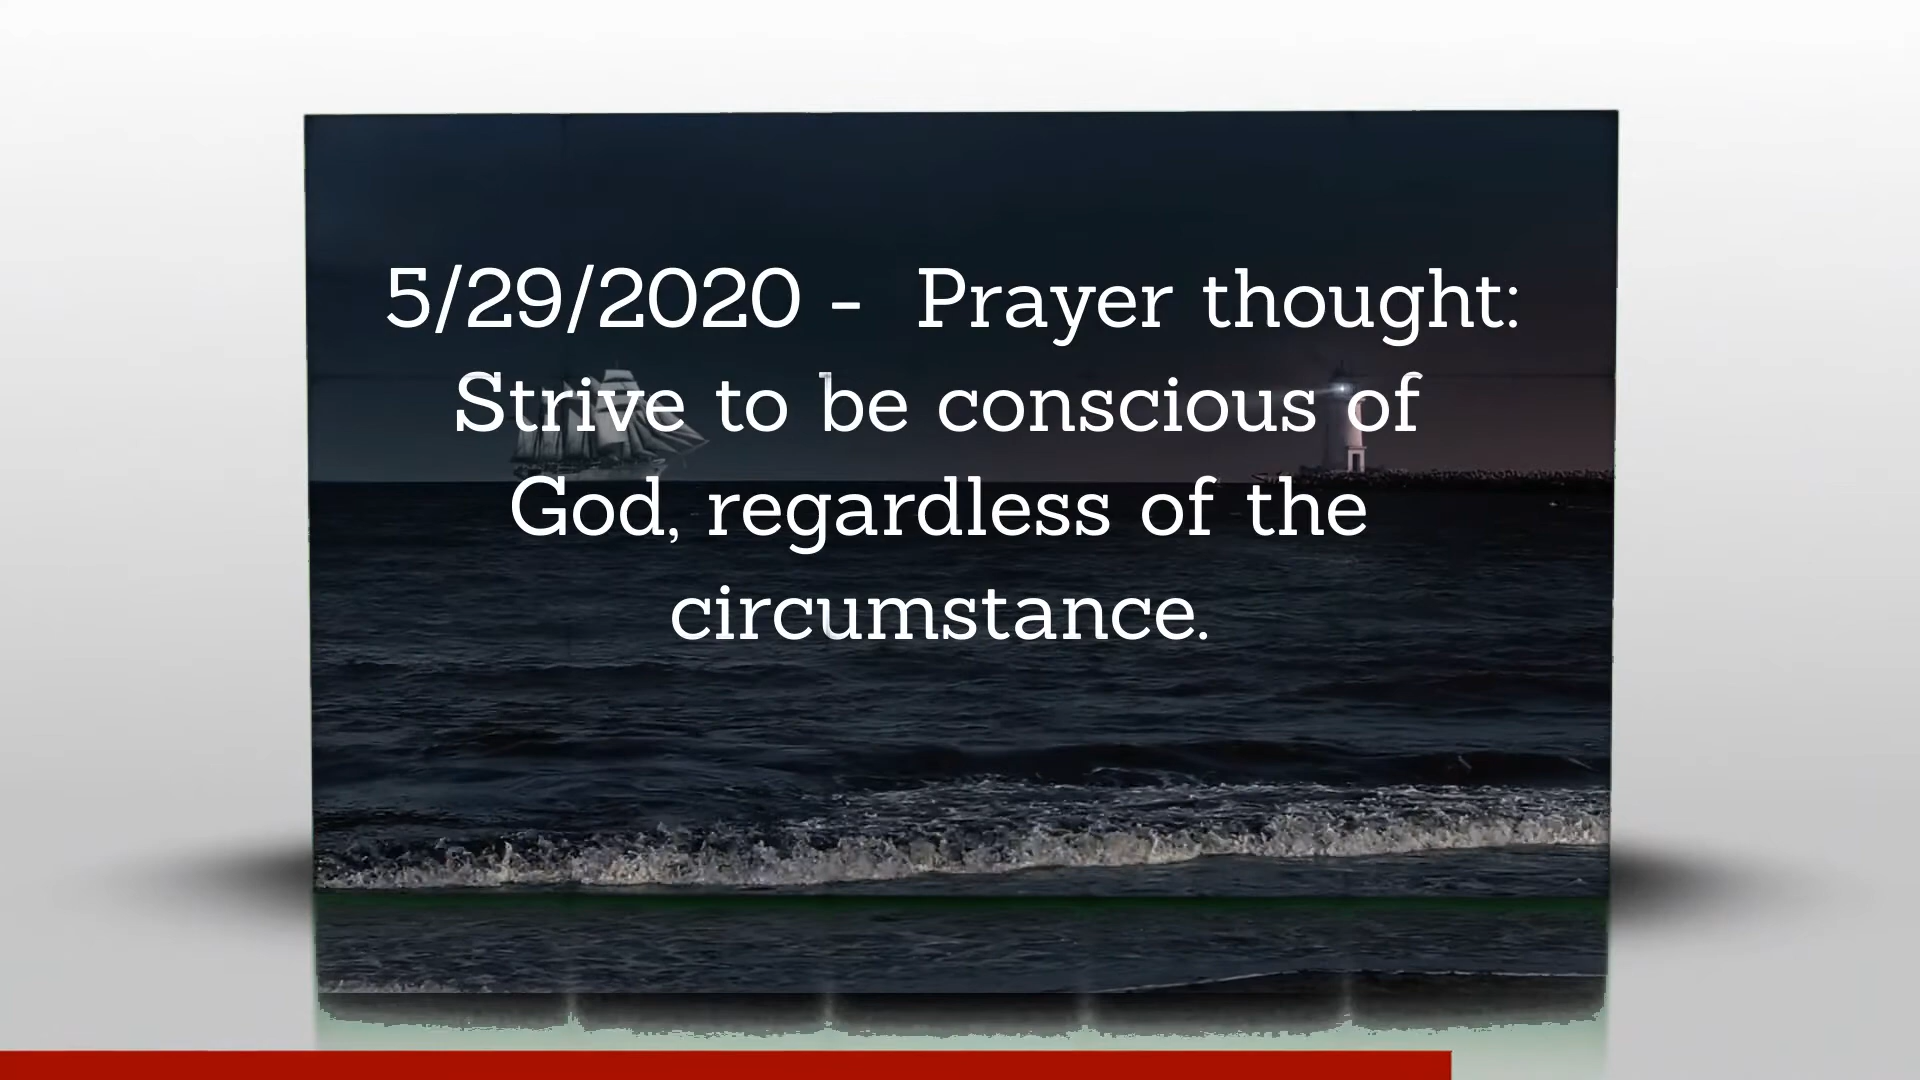 5/29/2020 -  Prayer thought:
Strive to be conscious of
God, regardless of the
circumstance.